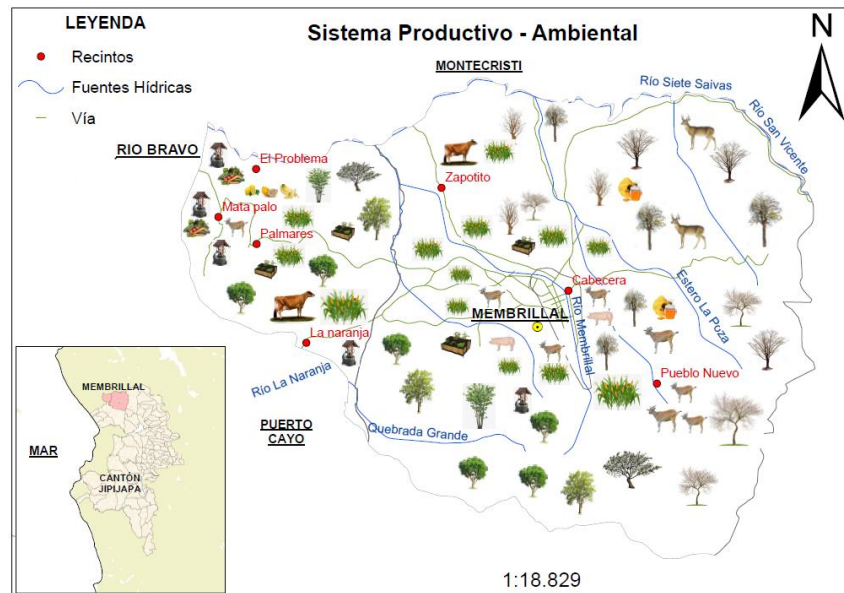 LEYENDA
Recintos
Fuentes Hídricas
Vía
Sistema Productivo - Ambiental
N
MONTECRISTI
Río Siete Saivas
Río San Vicente
RIO BRAVO
El Problema
Zapotito
Mata palo
Palmares
Cabecera
Estero La Poza
MEMBRILLAL
Río Membrillal
La naranja
Pueblo Nuevo
Río La Naranja
PUERTO
CAYO
Quebrada Grande
MEMBRILLAL
MAR
CANTÓN
JIPIJAPA
1:18.829